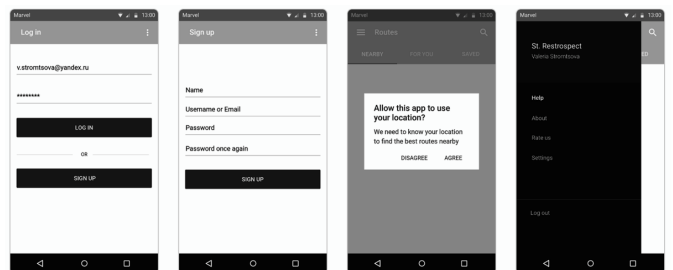 Marvel 13:00
Log in
v.stromtsova@yandex.ru
********
LOG IN
OR
SIGN UP
Marvel 13:00
Sign up
Name
Username or Email
Password
Password once again
SIGN UP
Marvel 13:00
Routes
NEARBY FOR YOU SAVED
Allow this app to use
your location?
We need to know your location
to find the best routes nearby
DISAGREE AGREE
Marvel 13:00
ED
St. Restrospect
Valeria Stromtsova
Help
About
Rate us
Settings
Log out